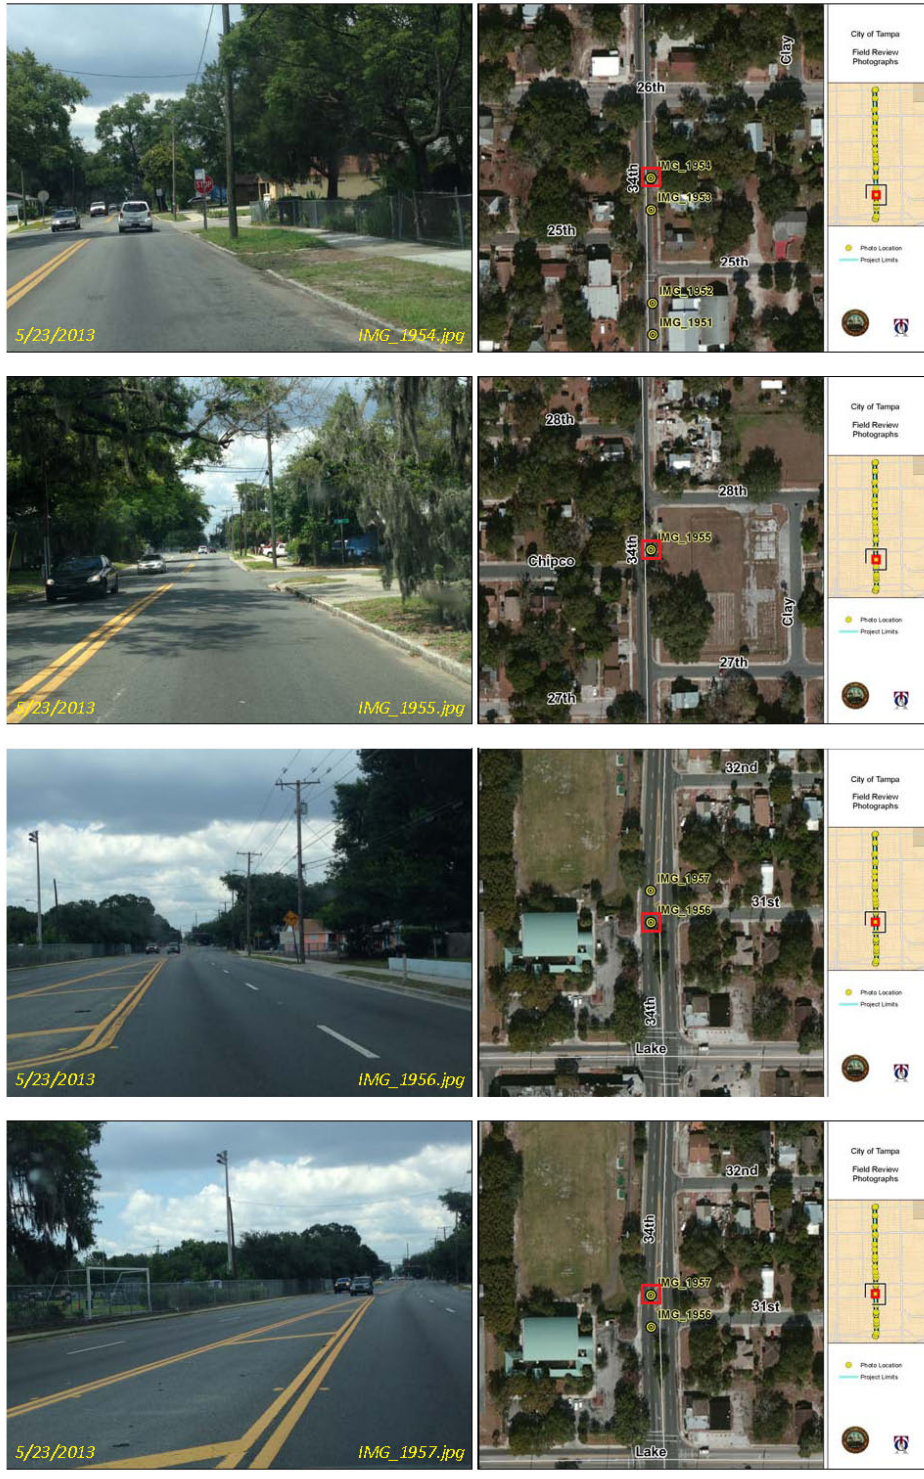 STOP
5/23/2013
IMG_1954.jpg
26th
Clay
34th
IMG_1954
IMG_1953
25th
25th
IMG_1952
IMG_1951
City of Tampa
Field Review
Photographs
Photo Location
Project Limits
5/23/2013
IMG_1955.jpg
28th
28th
34th
IMG_1955
Chipco
Clay
27th
27th
City of Tampa
Field Review
Photographs
Photo Location
Project Limits
5/23/2013
IMG_1956.jpg
32nd
IMG_1957
31st
IMG_1956
34th
Lake
City of Tampa
Field Review
Photographs
Photo Location
Project Limits
5/23/2013
IMG_1957.jpg
32nd
34th
IMG_1957
31st
IMG_1956
Lake
City of Tampa
Field Review
Photographs
Photo Location
Project Limits